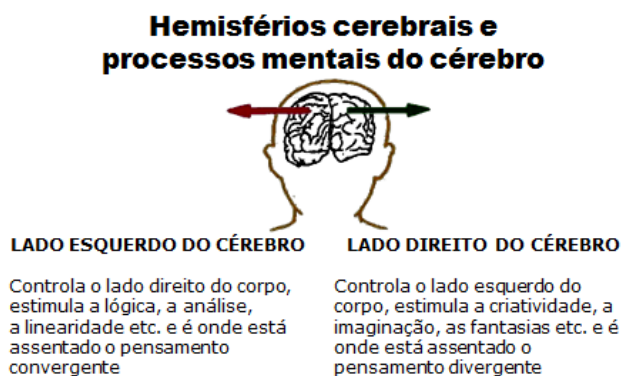 Hemisférios cerebrais e
processos mentais do cérebro
LADO ESQUERDO DO CÉREBRO
Controla o lado direito do corpo,
estimula a lógica, a análise,
a linearidade etc. e é onde está
assentado o pensamento
convergente
LADO DIREITO DO CÉREBRO
Controla o lado esquerdo do
corpo, estimula a criatividade, a
imaginação, as fantasias etc. e é
onde está assentado o
pensamento divergente